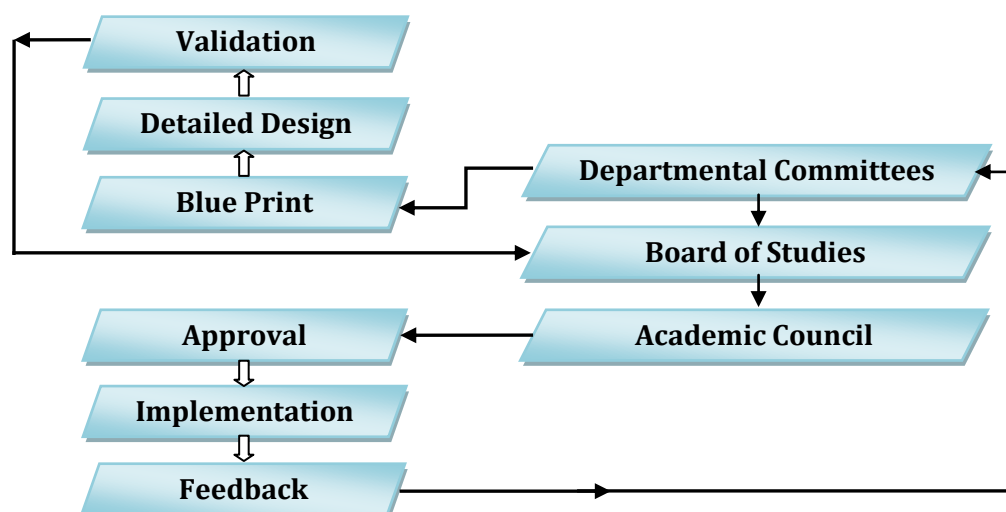 Validation
Detailed Design
Blue Print
Departmental Committees
Board of Studies
Academic Council
Approval
Implementation
Feedback